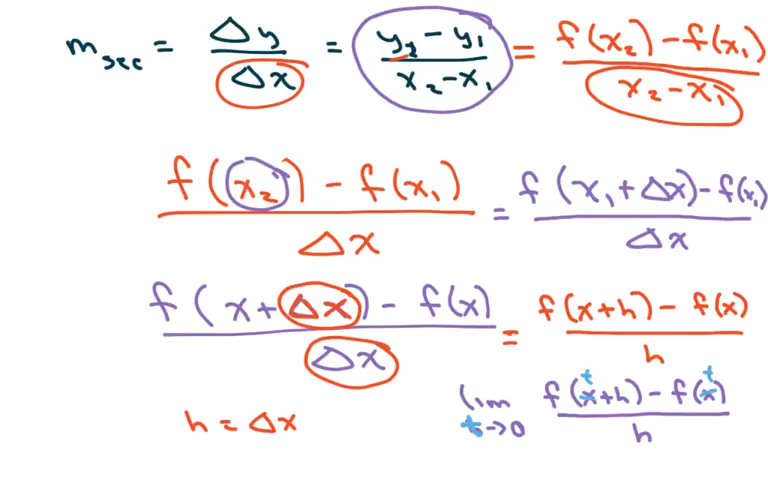 m_sec = Δy/Δx = (y₂ − y₁)/(x₂ − x₁) = (f(x₂) − f(x₁))/(x₂ − x₁)
(f(x₂) − f(x₁))/Δx = (f(x₁ + Δx) − f(x₁))/Δx
(f(x + Δx) − f(x))/Δx = (f(x+h) − f(x))/h
t t
h = Δx lim →0 (f(x+h) − f(x))/h